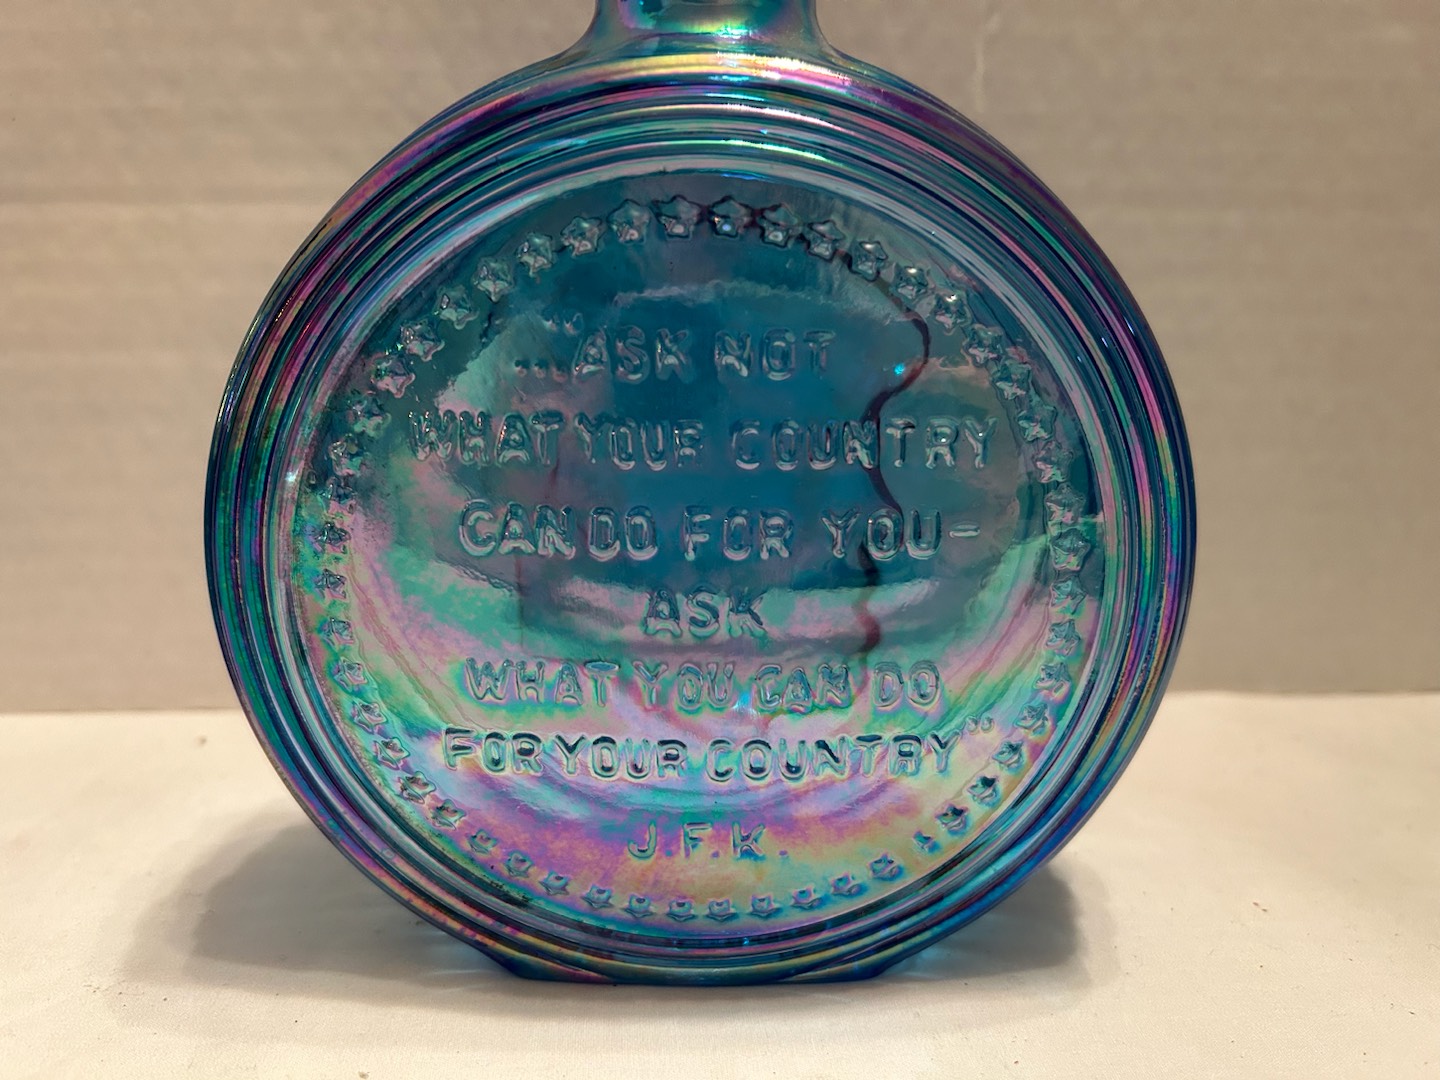 "...ASK NOT
WHAT YOUR COUNTRY
CAN DO FOR YOU-
ASK
WHAT YOU CAN DO
FOR YOUR COUNTRY"
J.F.K.